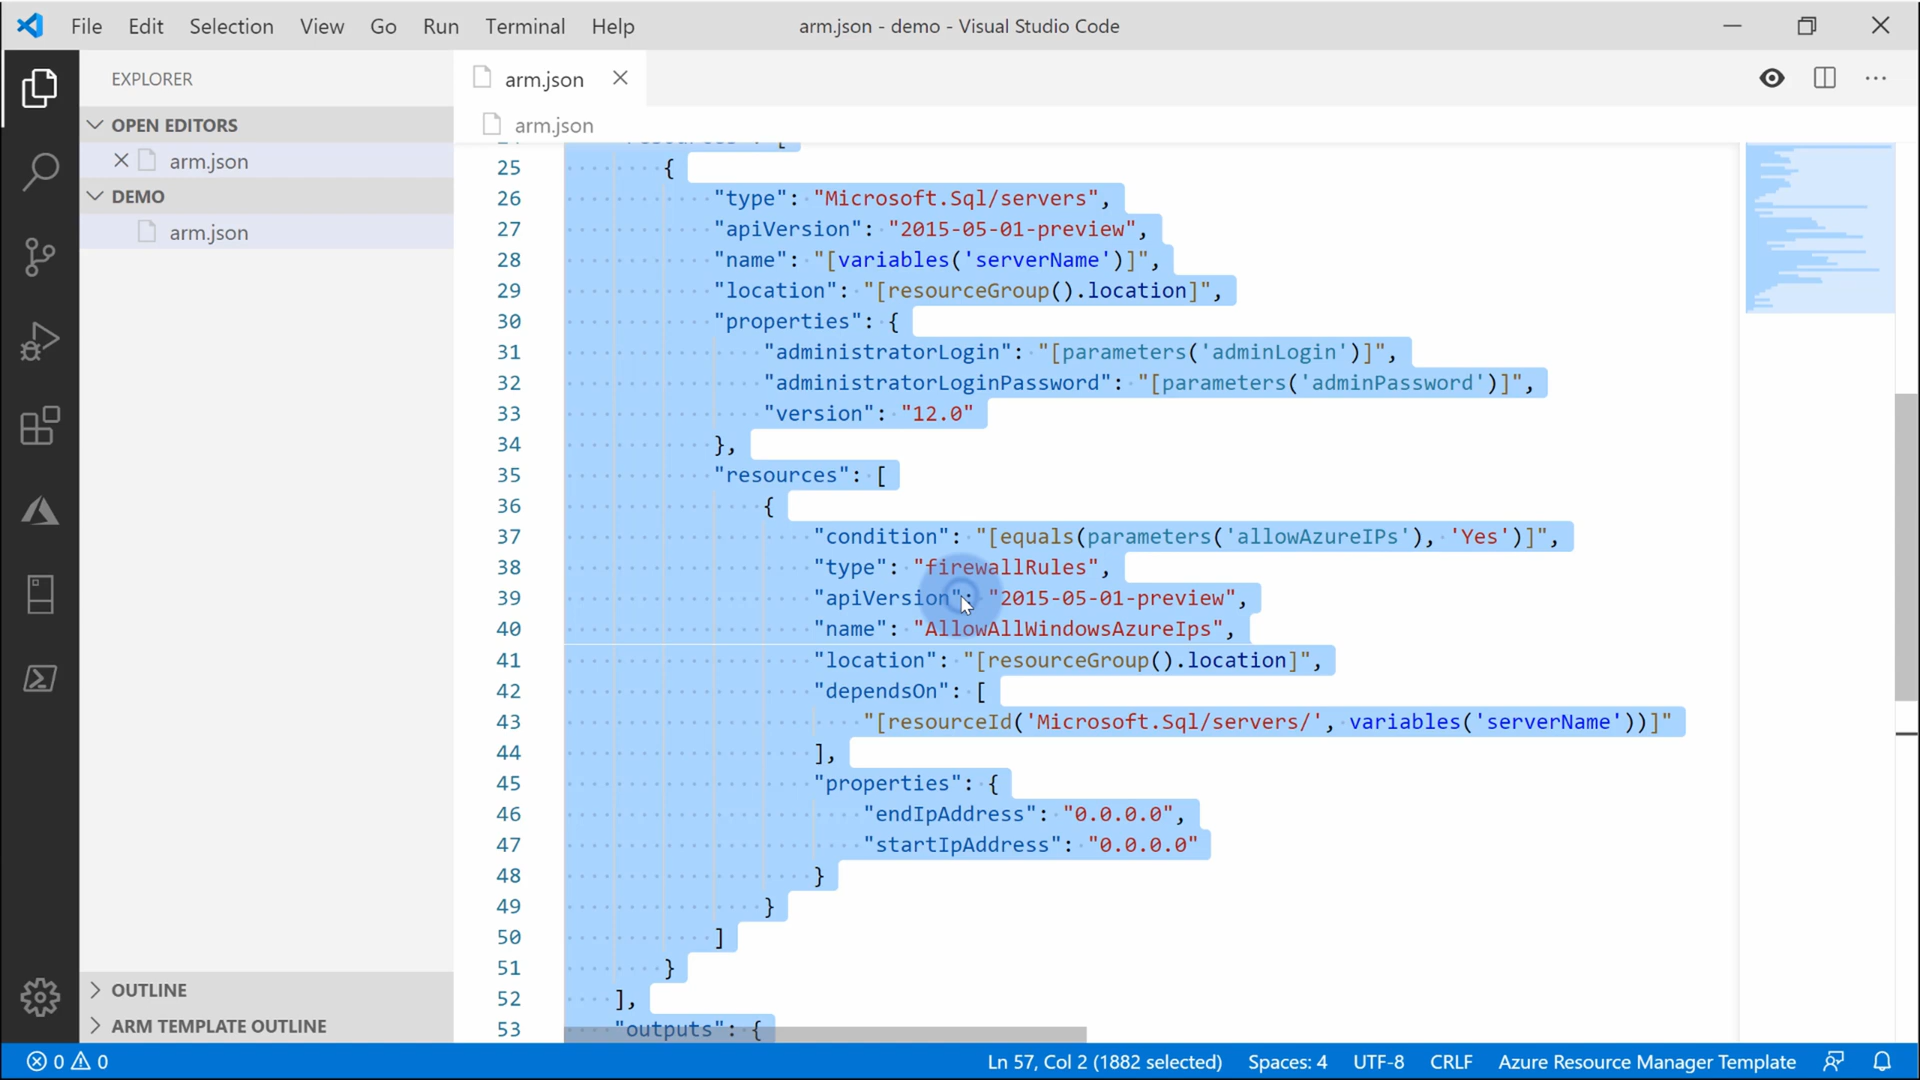 File Edit Selection View Go Run Terminal Help
arm.json - demo - Visual Studio Code
EXPLORER
OPEN EDITORS
arm.json
DEMO
arm.json
OUTLINE
ARM TEMPLATE OUTLINE
arm.json
arm.json
25 {
26 "type": "Microsoft.Sql/servers",
27 "apiVersion": "2015-05-01-preview",
28 "name": "[variables('serverName')]",
29 "location": "[resourceGroup().location]",
30 "properties": {
31 "administratorLogin": "[parameters('adminLogin')]",
32 "administratorLoginPassword": "[parameters('adminPassword')]",
33 "version": "12.0"
34 },
35 "resources": [
36 {
37 "condition": "[equals(parameters('allowAzureIPs'), 'Yes')]",
38 "type": "firewallRules",
39 "apiVersion": "2015-05-01-preview",
40 "name": "AllowAllWindowsAzureIps",
41 "location": "[resourceGroup().location]",
42 "dependsOn": [
43 "[resourceId('Microsoft.Sql/servers/', variables('serverName'))]"
44 ],
45 "properties": {
46 "endIpAddress": "0.0.0.0",
47 "startIpAddress": "0.0.0.0"
48 }
49 }
50 ]
51 }
52 ],
53 "outputs": {
0 0 Ln 57, Col 2 (1882 selected) Spaces: 4 UTF-8 CRLF Azure Resource Manager Template